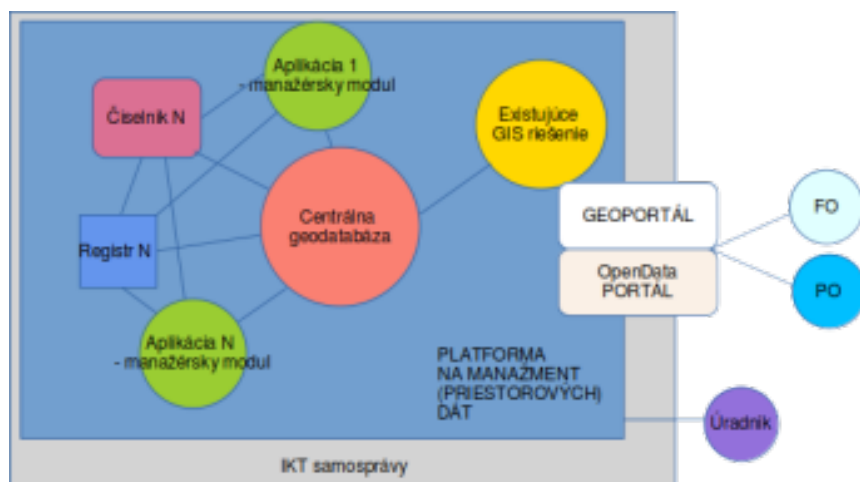 Aplikácia 1
- manažérsky modul
Číselník N
Existujúce
GIS riešenie
Centrálna
geodatabáza
GEOPORTÁL
FO
Registr N
OpenData
PORTÁL
PO
Aplikácia N
- manažérsky modul
PLATFORMA
NA MANAŽMENT
(PRIESTOROVÝCH)
DÁT
Úradník
IKT samosprávy